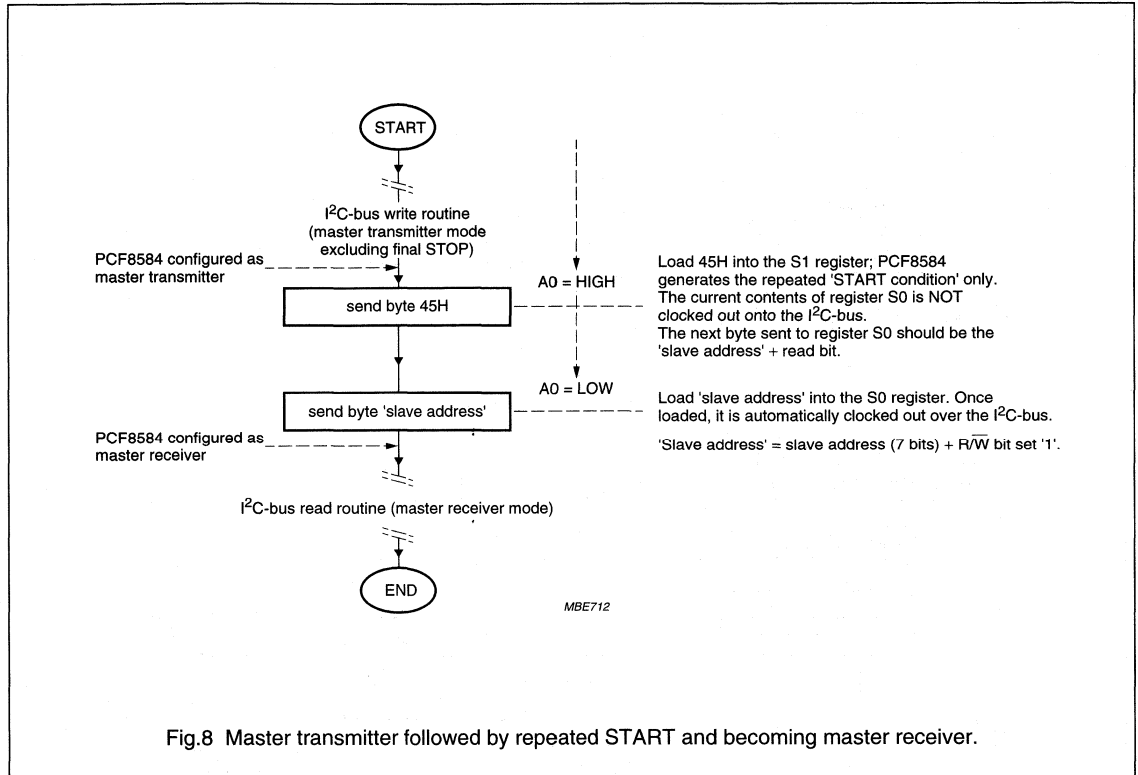 START
I²C-bus write routine
(master transmitter mode
excluding final STOP)
PCF8584 configured as
master transmitter
send byte 45H
A0 = HIGH
Load 45H into the S1 register; PCF8584
generates the repeated 'START condition' only.
The current contents of register S0 is NOT
clocked out onto the I²C-bus.
The next byte sent to register S0 should be the
'slave address' + read bit.
A0 = LOW
send byte 'slave address'
Load 'slave address' into the S0 register. Once
loaded, it is automatically clocked out over the I²C-bus.
'Slave address' = slave address (7 bits) + R/W̅ bit set '1'.
PCF8584 configured as
master receiver
I²C-bus read routine (master receiver mode)
END
MBE712
Fig.8 Master transmitter followed by repeated START and becoming master receiver.